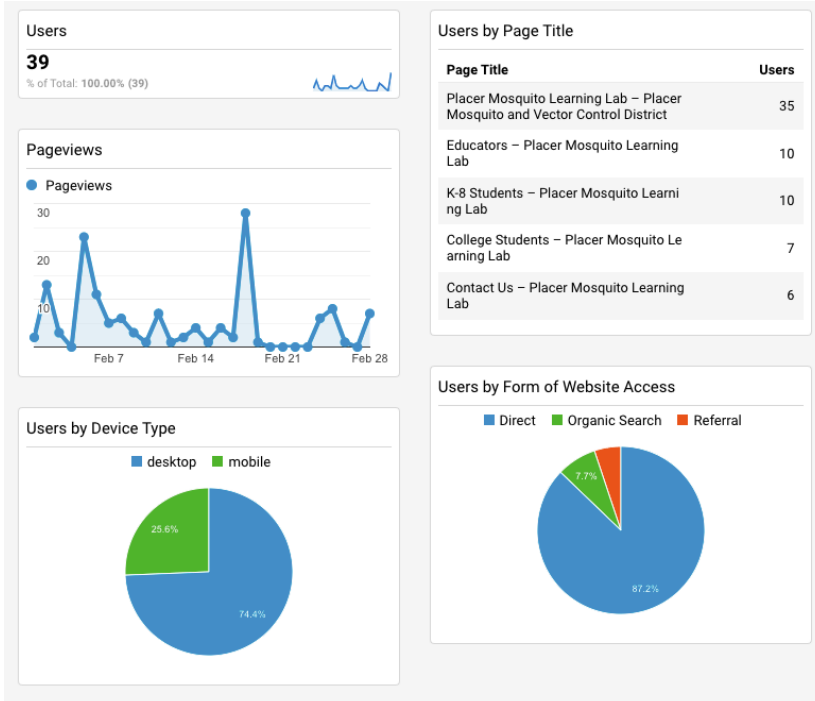 Users
39
% of Total: 100.00% (39)
Pageviews
Pageviews
30
20
10
Feb 7
Feb 14
Feb 21
Feb 28
Users by Device Type
desktop
mobile
25.6%
74.4%
Users by Page Title
Page Title Users
Placer Mosquito Learning Lab – Placer
Mosquito and Vector Control District
35
Educators – Placer Mosquito Learning
Lab
10
K-8 Students – Placer Mosquito Learni
ng Lab
10
College Students – Placer Mosquito Le
arning Lab
7
Contact Us – Placer Mosquito Learning
Lab
6
Users by Form of Website Access
Direct
Organic Search
Referral
7.7%
87.2%